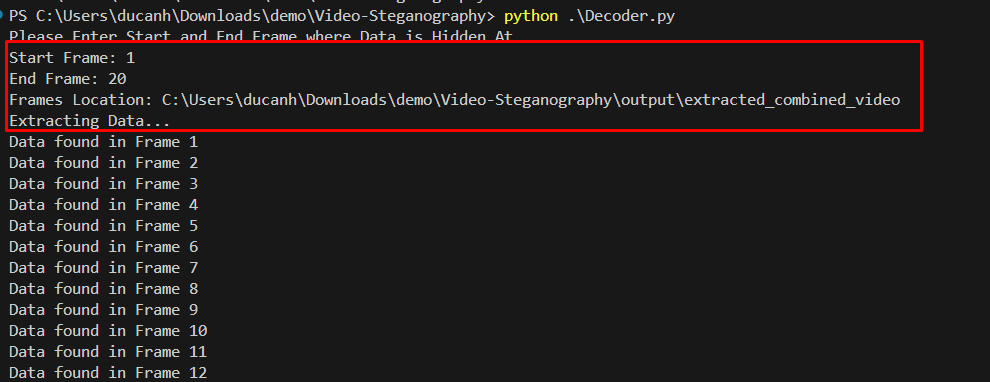 PS C:\Users\ducanh\Downloads\demo\Video-Steganography> python .\Decoder.py
Please Enter Start and End Frame where Data is Hidden At
Start Frame: 1
End Frame: 20
Frames Location: C:\Users\ducanh\Downloads\demo\Video-Steganography\output\extracted_combined_video
Extracting Data...
Data found in Frame 1
Data found in Frame 2
Data found in Frame 3
Data found in Frame 4
Data found in Frame 5
Data found in Frame 6
Data found in Frame 7
Data found in Frame 8
Data found in Frame 9
Data found in Frame 10
Data found in Frame 11
Data found in Frame 12